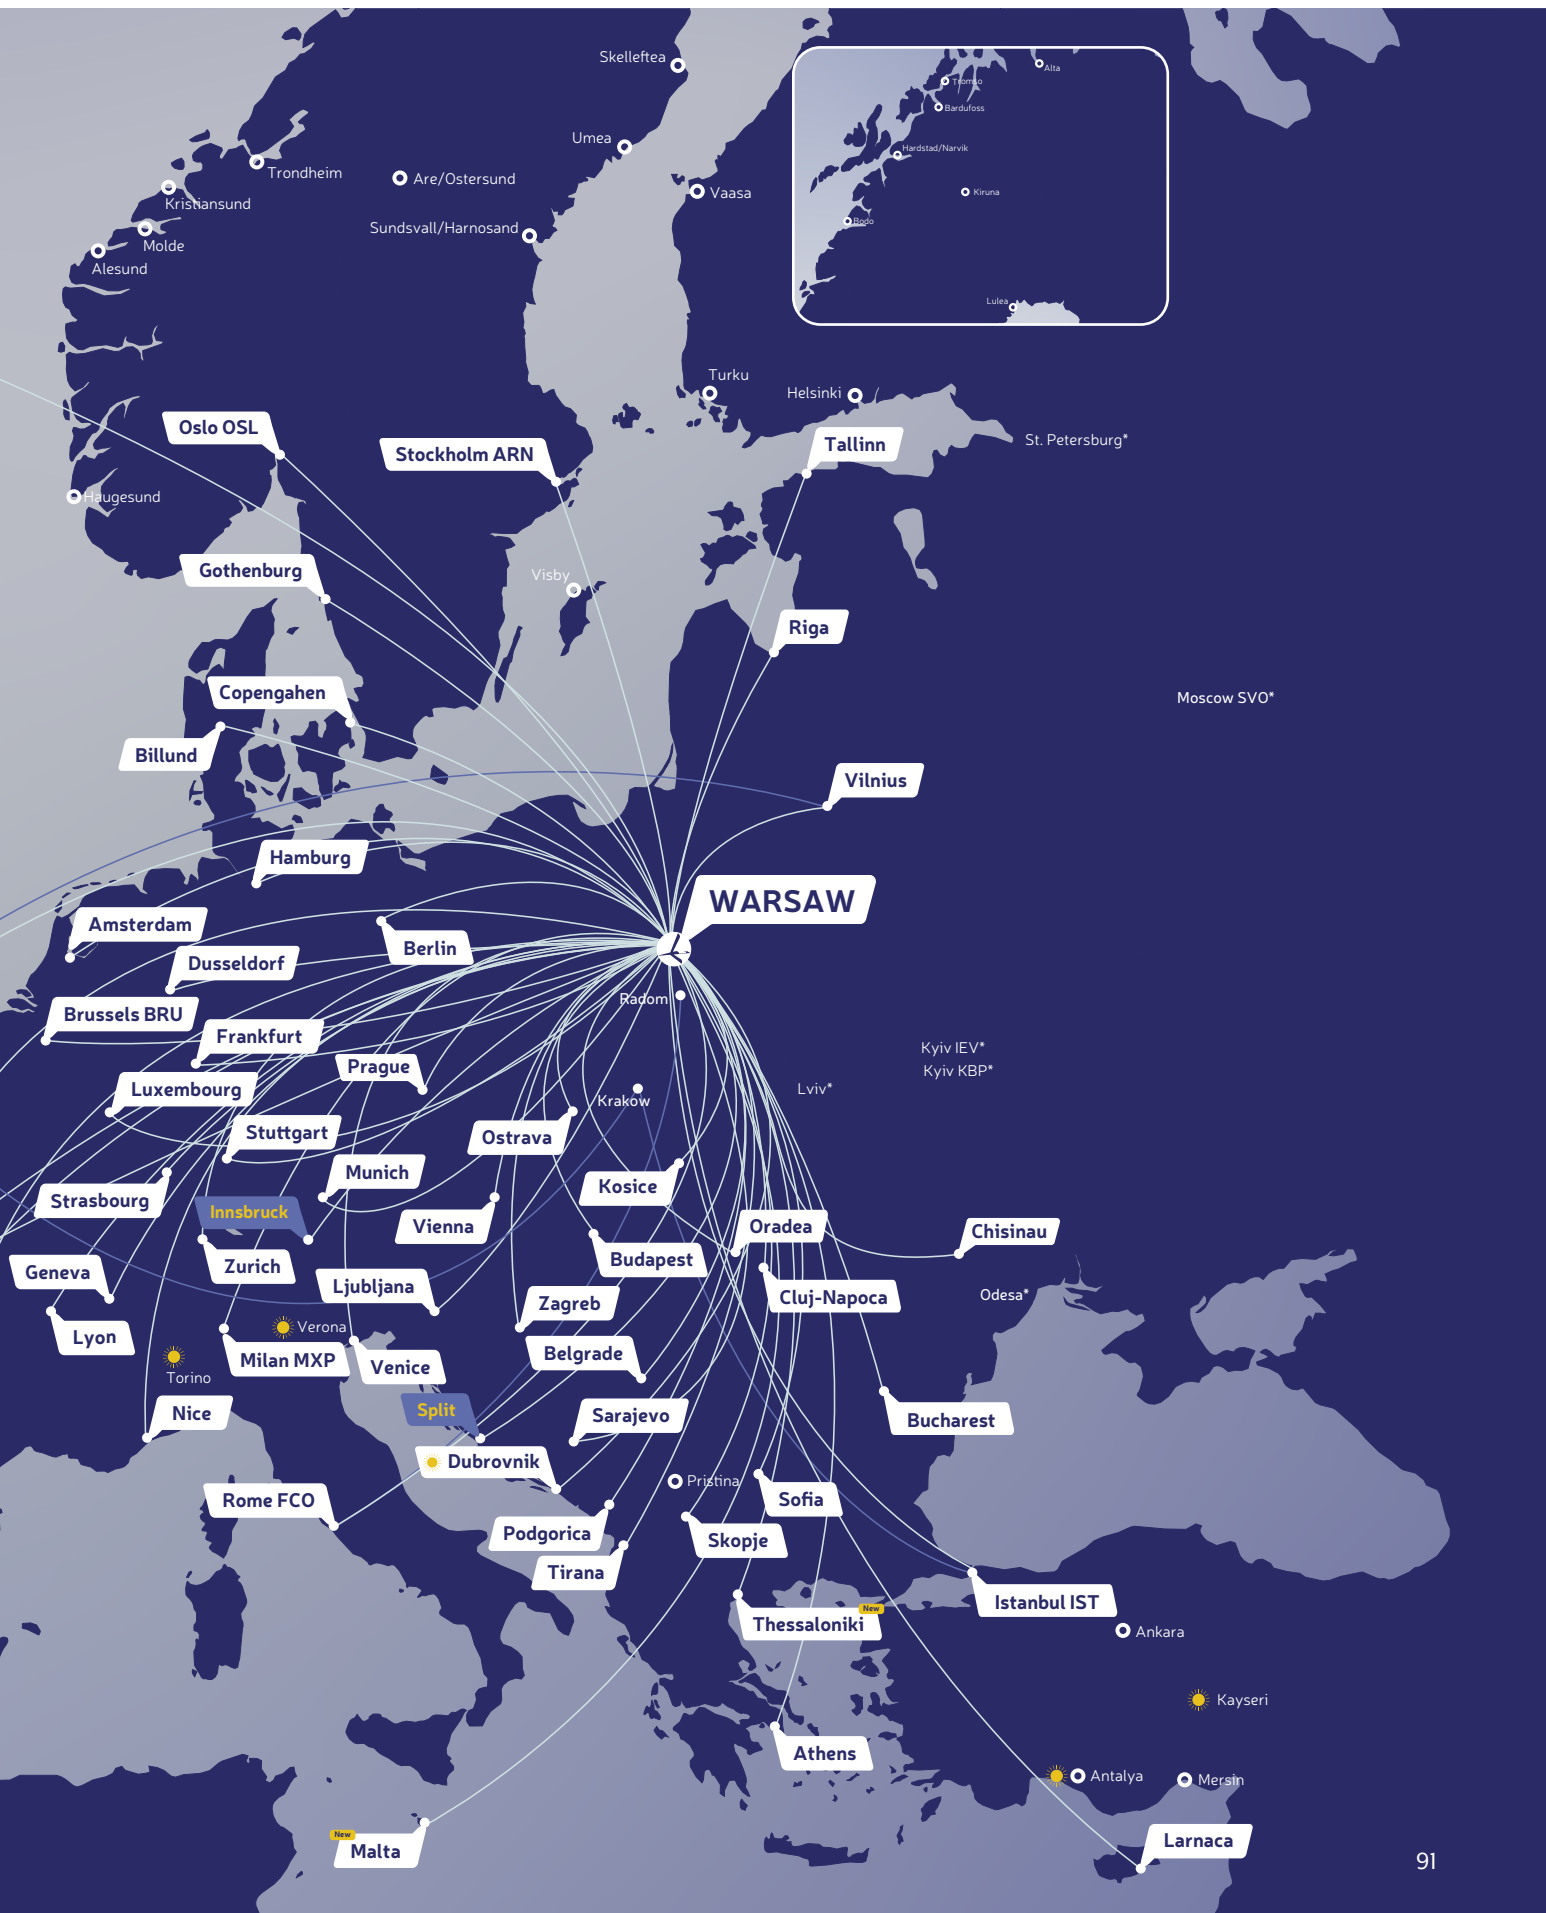 Skelleftea
Alta
Tromso
Bardufoss
Umea
Hardstad/Narvik
Trondheim
Are/Ostersund
Vaasa
Kiruna
Kristiansund
Bodo
Sundsvall/Harnosand
Molde
Alesund
Lulea
Turku
Helsinki
Oslo OSL
St. Petersburg*
Tallinn
Stockholm ARN
Haugesund
Gothenburg
Visby
Riga
Copengahen
Moscow SVO*
Billund
Vilnius
Hamburg
WARSAW
Amsterdam
Berlin
Dusseldorf
Radom
Brussels BRU
Frankfurt
Kyiv IEV*
Prague
Kyiv KBP*
Luxembourg
Lviv*
Krakow
Stuttgart
Ostrava
Munich
Kosice
Strasbourg
Innsbruck
Vienna
Oradea
Chisinau
Budapest
Zurich
Geneva
Ljubljana
Odesa*
Cluj-Napoca
Zagreb
Verona
Lyon
Belgrade
Milan MXP
Venice
Torino
Split
Nice
Sarajevo
Bucharest
Dubrovnik
Pristina
Rome FCO
Sofia
Podgorica
Skopje
Tirana
Istanbul IST
New
Thessaloniki
Ankara
Kayseri
Athens
Antalya
Mersin
New
Malta
Larnaca
91